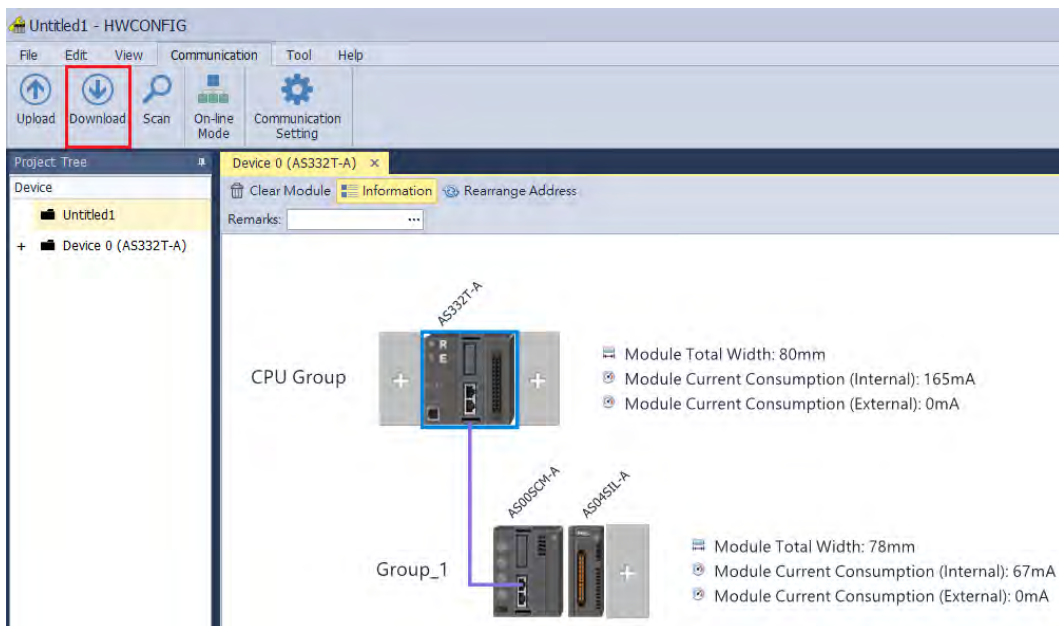 Untitled1 - HWCONFIG
File Edit View Communication Tool Help
Upload Download Scan On-line Mode Communication Setting
Project Tree
Device 0 (AS332T-A) ×
Device
Clear Module Information Rearrange Address
Untitled1
Remarks: ...
+ Device 0 (AS332T-A)
AS332T-A
R
E
CPU Group
+
+
Module Total Width: 80mm
Module Current Consumption (Internal): 165mA
Module Current Consumption (External): 0mA
AS00SCM-A
AS04SIL-A
Group_1
+
Module Total Width: 78mm
Module Current Consumption (Internal): 67mA
Module Current Consumption (External): 0mA